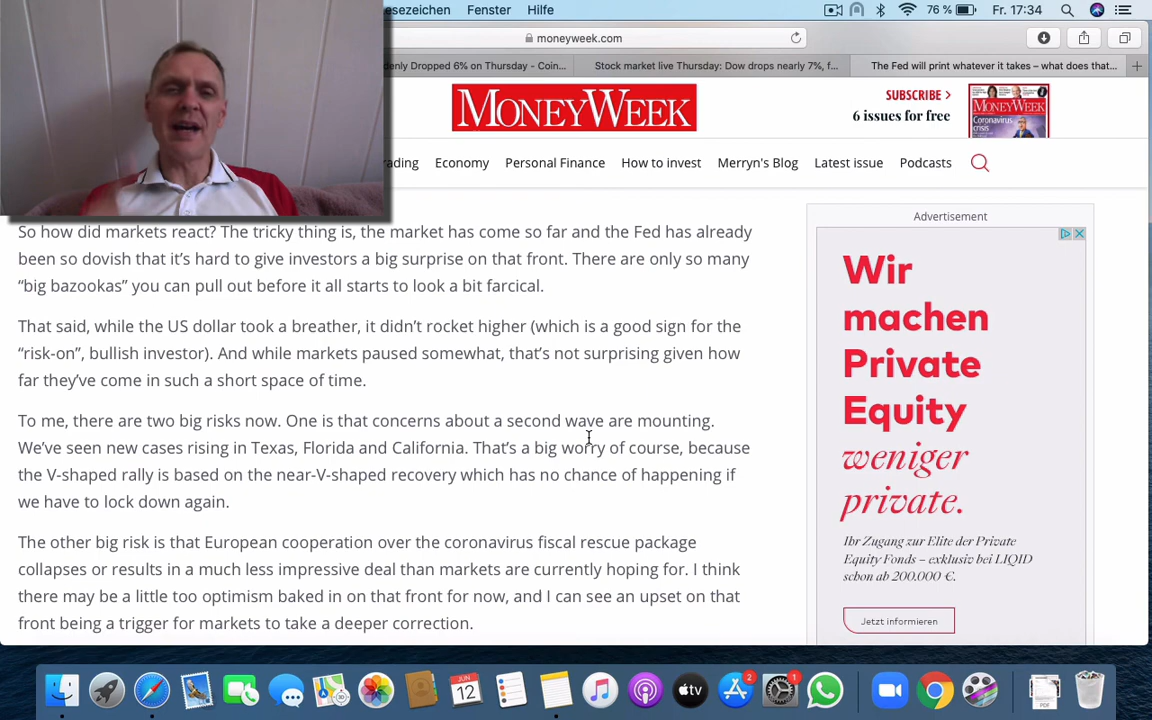 esezeichen Fenster Hilfe
76 % Fr. 17:34
moneyweek.com
denly Dropped 6% on Thursday - Coin...
Stock market live Thursday: Dow drops nearly 7%, f...
The Fed will print whatever it takes – what does that...
MONEYWEEK
SUBSCRIBE >
6 issues for free
MONEYWEEK
Coronavirus
crisis
ading Economy Personal Finance How to invest Merryn's Blog Latest issue Podcasts
So how did markets react? The tricky thing is, the market has come so far and the Fed has already
been so dovish that it's hard to give investors a big surprise on that front. There are only so many
“big bazookas” you can pull out before it all starts to look a bit farcical.
That said, while the US dollar took a breather, it didn't rocket higher (which is a good sign for the
“risk-on”, bullish investor). And while markets paused somewhat, that's not surprising given how
far they've come in such a short space of time.
To me, there are two big risks now. One is that concerns about a second wave are mounting.
We've seen new cases rising in Texas, Florida and California. That's a big worry of course, because
the V-shaped rally is based on the near-V-shaped recovery which has no chance of happening if
we have to lock down again.
The other big risk is that European cooperation over the coronavirus fiscal rescue package
collapses or results in a much less impressive deal than markets are currently hoping for. I think
there may be a little too optimism baked in on that front for now, and I can see an upset on that
front being a trigger for markets to take a deeper correction.
Advertisement
Wir
machen
Private
Equity
weniger
private.
Ihr Zugang zur Elite der Private
Equity Funds – exklusiv bei LIQID
schon ab 200.000 €.
Jetzt informieren
JUN
12
tv
2
1
PDF